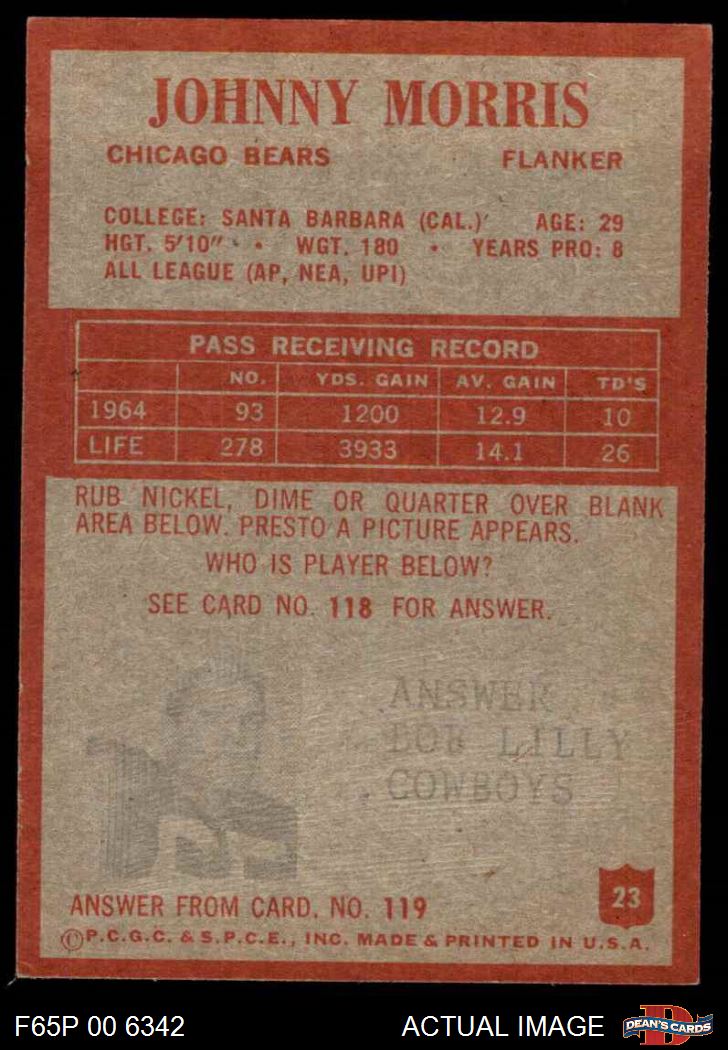 JOHNNY MORRIS
CHICAGO BEARS FLANKER
COLLEGE: SANTA BARBARA (CAL.) AGE: 29
HGT. 5'10" • WGT. 180 • YEARS PRO: 8
ALL LEAGUE (AP, NEA, UPI)
PASS RECEIVING RECORD
NO. YDS. GAIN AV. GAIN TD'S
1964 93 1200 12.9 10
LIFE 278 3933 14.1 26
RUB NICKEL, DIME OR QUARTER OVER BLANK
AREA BELOW. PRESTO A PICTURE APPEARS.
WHO IS PLAYER BELOW?
SEE CARD NO. 118 FOR ANSWER.
ANSWER
BOB LILLY
COWBOYS
23
ANSWER FROM CARD. NO. 119
©P.C.G.C. & S.P.C.E., INC. MADE & PRINTED IN U.S.A.
F65P 00 6342 ACTUAL IMAGE D DEAN'S CARDS